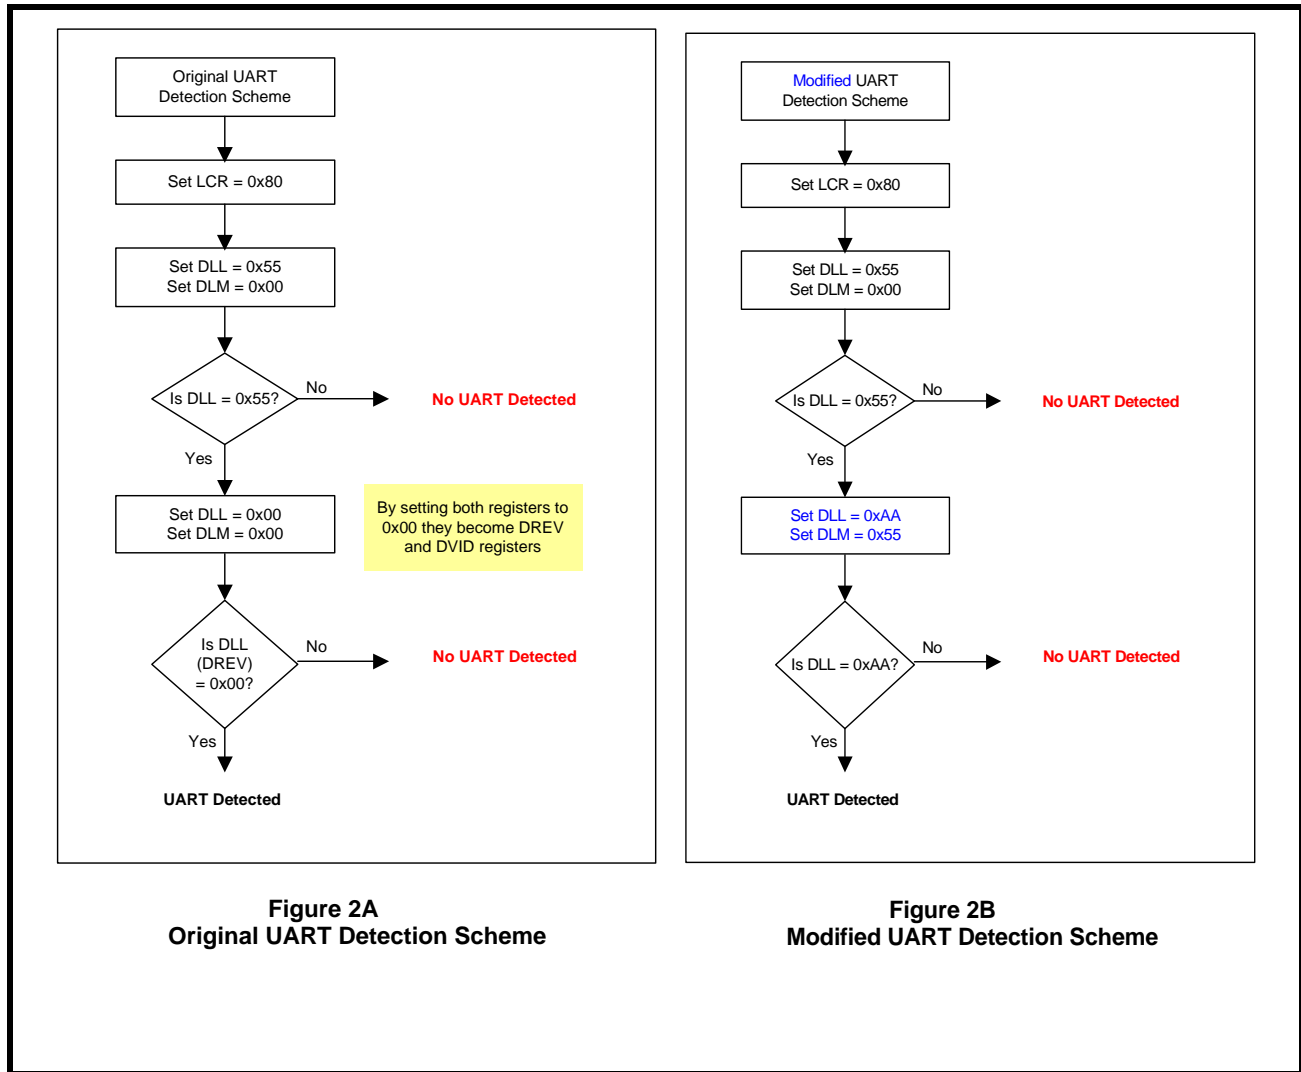 Original UART
Detection Scheme
Set LCR = 0x80
Set DLL = 0x55
Set DLM = 0x00
Is DLL = 0x55?
No
No UART Detected
Yes
Set DLL = 0x00
Set DLM = 0x00
By setting both registers to
0x00 they become DREV
and DVID registers
Is DLL
(DREV)
= 0x00?
No
No UART Detected
Yes
UART Detected
Figure 2A
Original UART Detection Scheme
Modified UART
Detection Scheme
Set LCR = 0x80
Set DLL = 0x55
Set DLM = 0x00
Is DLL = 0x55?
No
No UART Detected
Yes
Set DLL = 0xAA
Set DLM = 0x55
Is DLL = 0xAA?
No
No UART Detected
Yes
UART Detected
Figure 2B
Modified UART Detection Scheme